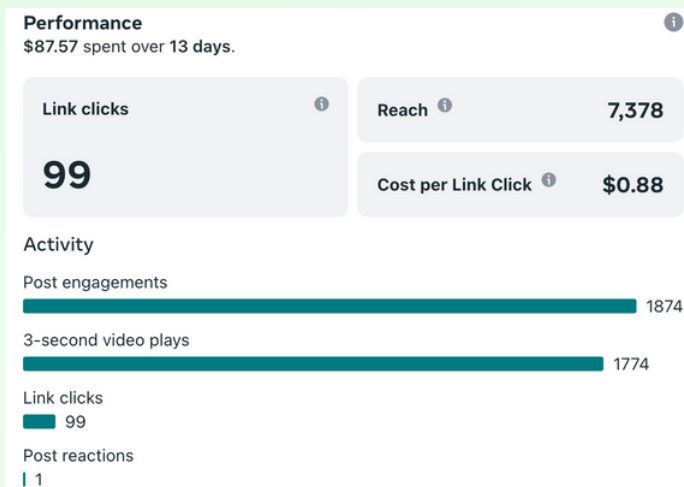 Performance
$87.57 spent over 13 days.
Link clicks
99
Reach 7,378
Cost per Link Click $0.88
Activity
Post engagements
1874
3-second video plays
1774
Link clicks
99
Post reactions
1